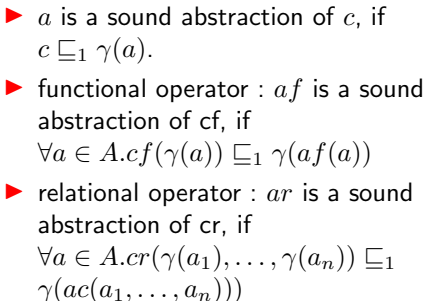 ▶ a is a sound abstraction of c, if
c ⊑₁ γ(a).
▶ functional operator : af is a sound
abstraction of cf, if
∀a ∈ A.cf(γ(a)) ⊑₁ γ(af(a))
▶ relational operator : ar is a sound
abstraction of cr, if
∀a ∈ A.cr(γ(a₁), . . . , γ(aₙ)) ⊑₁
γ(ac(a₁, . . . , aₙ)))